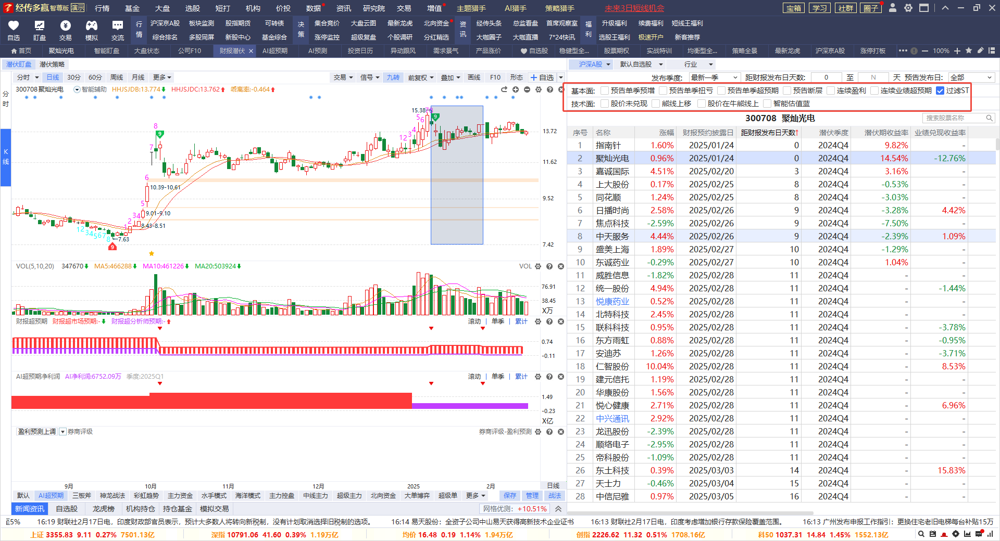 经传多赢 智尊版 演示 行情 基金 大盘 选股 短打 机构 价投 数据 资讯 研究院 交易 增值 主题猎手 AI猎手 策略猎手 未来3日短线机会 宝箱 学习 社群 圈子
自选 盯盘 交易 模拟 交流 行情 沪深京A股 板块监测 股指期货 可转债 决策 集合竞价 大盘云图 最新龙虎 北向资金 资讯 经传头条 总监看盘 首席观察室 福利 升级福利 续费福利 短线王福利
综合排名 多股同屏 新股中心 基金综合 涨停监控 超级复盘 个股调研 分红精选 大咖圈子 大咖直播 7*24快讯 选股王福利 极速开户 新客推荐
首页 聚灿光电 智能盯盘 大盘状态 公司F10 财报潜伏 AI超预期 AI预测 投资日历 异动跟风 需求景气 产品涨价 自选股 稳健型全... 股票期权 实战特训 均衡型全... 策略全景 最新龙虎 沪深京A股 涨停打板 100%
潜伏盯盘 潜伏策略 沪深A股 默认自选股 行业
分时 日线 30分 60分 周线 月线 更多 交易 信号 九转 前复权 叠加 画线 F10 形态 自选
发布季度: 最新一季 距财报发布日天数: 0 至 N 天 预告发布日: 全部
分时
K线
300708 聚灿光电 智能辅助 HHJSJDB:13.774 HHJSJDC:13.762 乖离率:-0.464
基本面: 预告单季预增 预告单季扭亏 预告单季超预期 预告断层 连续盈利 连续业绩超预期 过滤ST
技术面: 股价未兑现 熊线上移 股价在牛熊线上 智能估值蓝
300708 聚灿光电 搜索股票名称
15.38
13.72
11.62
9.52
7.42
10.39-10.61
9.01-9.10
8.43-8.51
7.63
序号 名称 涨幅 财报预约披露日 距财报发布日天数 潜伏季度 潜伏期收益率 业绩兑现收益率
1 指南针 1.60% 2025/01/24 0 2024Q4 9.82% -
2 聚灿光电 0.96% 2025/01/24 0 2024Q4 14.54% -12.76%
3 嘉诚国际 4.51% 2025/02/20 3 2024Q4 3.16% -
4 上大股份 0.17% 2025/02/25 8 2024Q4 -0.53% -
5 同花顺 1.24% 2025/02/25 8 2024Q4 -3.03% -
6 日播时尚 2.58% 2025/02/26 9 2024Q4 -3.28% 4.42%
7 焦点科技 -2.59% 2025/02/26 9 2024Q4 -7.50% -
8 中天服务 4.44% 2025/02/26 9 2024Q4 -2.39% 1.09%
9 盛美上海 1.89% 2025/02/27 10 2024Q4 -1.29% -
10 东诚药业 -0.29% 2025/02/27 10 2024Q4 1.04% -
11 威胜信息 -1.82% 2025/02/28 11 2024Q4 - -
12 统一股份 4.94% 2025/02/28 11 2024Q4 - -1.44%
13 悦康药业 0.52% 2025/02/28 11 2024Q4 - -
14 北特科技 2.45% 2025/02/28 11 2024Q4 - -
15 联科科技 0.95% 2025/02/28 11 2024Q4 - -3.78%
16 东方雨虹 0.88% 2025/02/28 11 2024Q4 - -0.95%
17 安迪苏 1.26% 2025/02/28 11 2024Q4 - -3.71%
18 仁智股份 10.04% 2025/02/28 11 2024Q4 - 8.53%
19 建元信托 1.19% 2025/02/28 11 2024Q4 - -
20 华康股份 1.56% 2025/02/28 11 2024Q4 - -
21 悦心健康 2.71% 2025/02/28 11 2024Q4 - 6.96%
22 中兴通讯 2.92% 2025/02/28 11 2024Q4 - -
23 龙迅股份 -2.39% 2025/02/28 11 2024Q4 - -
24 顺络电子 -2.95% 2025/02/28 11 2024Q4 - -
25 帝科股份 -1.09% 2025/02/28 11 2024Q4 - -
26 东土科技 0.39% 2025/03/03 14 2024Q4 - 15.83%
27 天士力 -0.46% 2025/03/04 15 2024Q4 - -
28 中信尼雅 0.97% 2025/03/05 16 2024Q4 - -
VOL(5,10,20) 347670 MA5:466288 MA10:461226 MA20:503924 VOL
76.91
38.45
X万
财报超预期 财报超市场预期:- 财报超分析师预期:- 滚动 单季 累计
0.74
-0.11
AI超预期净利润 AI净利润:6752.09万 季度:2025Q1 滚动 单季 累计
1.49
-0.23
X亿
盈利预测上调 券商评级 券商评级-盈利预测
9月 10月 11月 12月 2025 2月 日线
默认 AI超预期 三板斧 神龙战法 彩虹趋势 主力资金 水手模式 海洋模式 主力控盘 中线主力 超级主力 北向资金 大单博弈 超级单 更多 保存 管理 战法
新闻资讯 自选股 龙虎榜 机构持仓 持仓基金 模拟交易 网格优测: +10.51%
E5% 16:19 财联社2月17日电，印度财政部官员表示，预计大多数人将转向新税制，没有计划取消选择旧税制的选项。 16:14 易天股份：全资子公司中山易天获得高新技术企业证书 16:13 财联社2月17日电，印度考虑增加银行存款保险覆盖范围。 16:13 广州发布申报工作指引：更换住宅老旧电梯每台补贴15万
上证 3355.83 9.11 0.27% 7501.13亿 深指 10791.06 41.60 0.39% 1.19万亿 均价 16.48 0.19 1.14% 1.94万亿 创指 2226.62 11.32 0.51% 1708.16亿 科50 1037.31 14.84 1.45% 1552.13亿